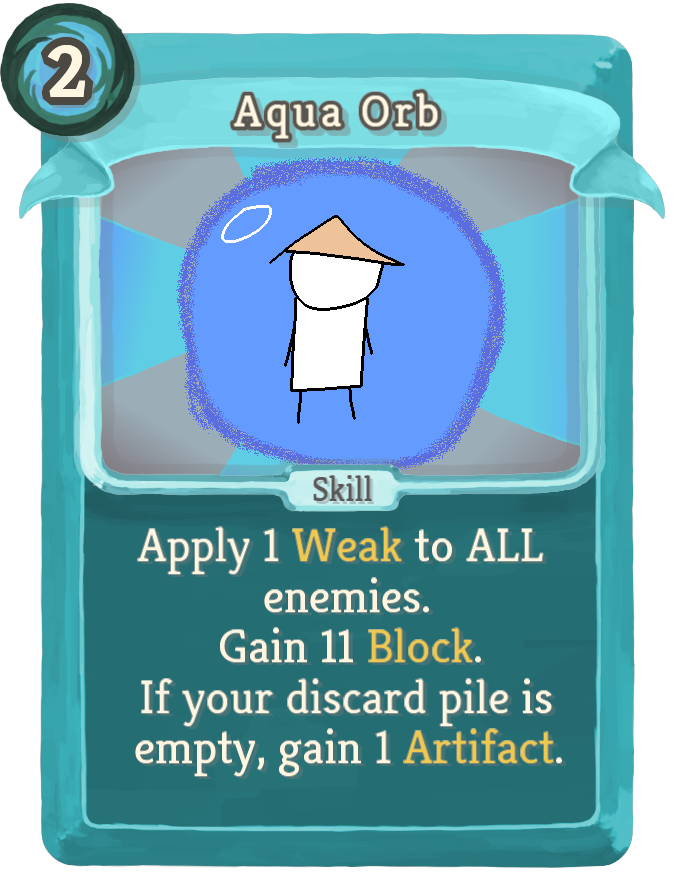 2
Aqua Orb
Skill
Apply 1 Weak to ALL
enemies.
Gain 11 Block.
If your discard pile is
empty, gain 1 Artifact.